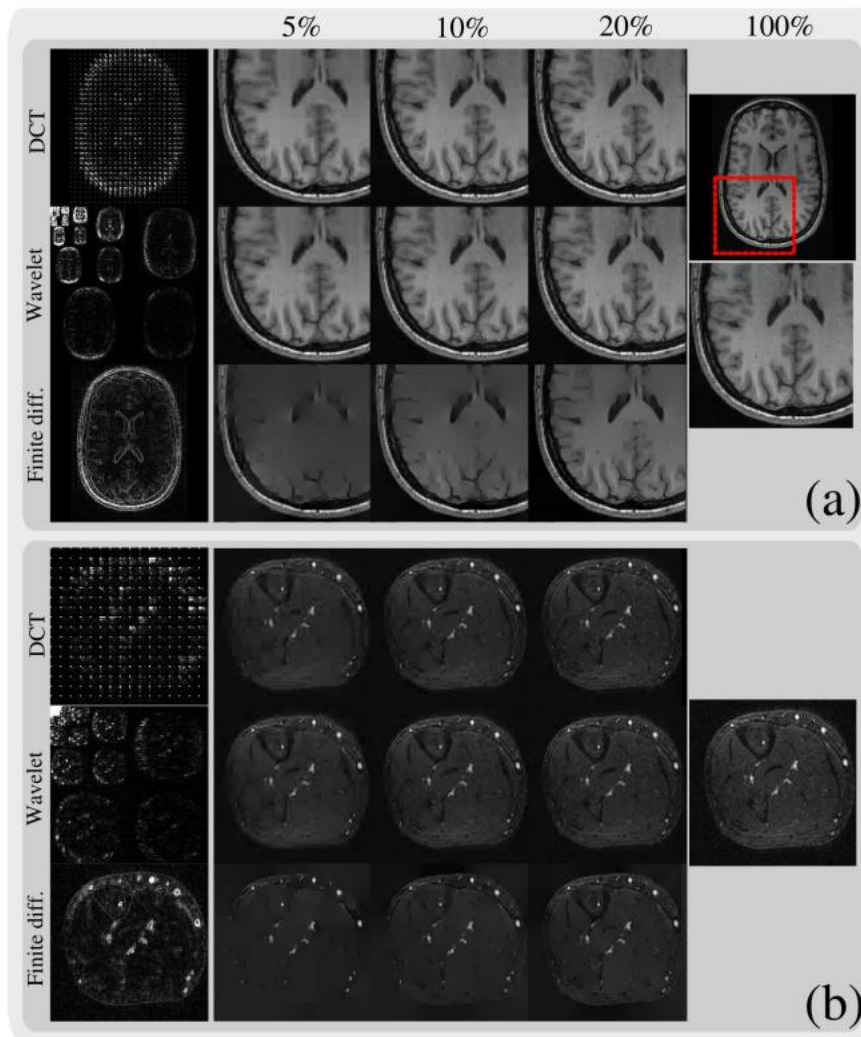 5% 10% 20% 100%
DCT
Wavelet
Finite diff.
(a)
DCT
Wavelet
Finite diff.
(b)